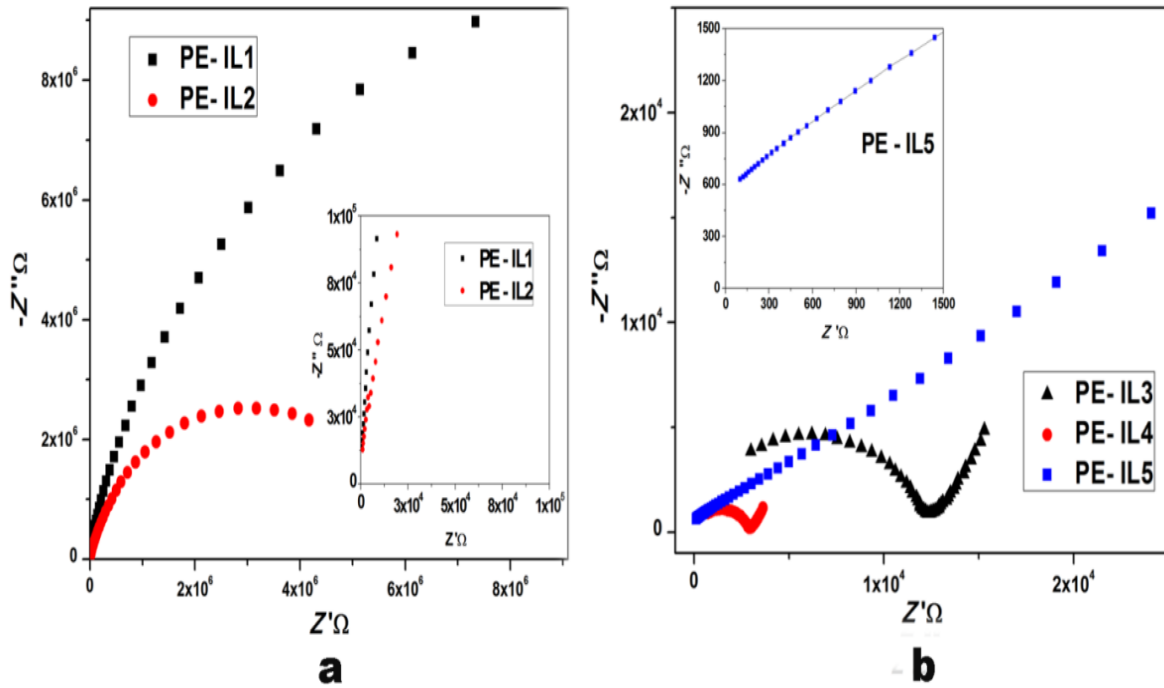 PE- IL1
PE- IL2
8x10⁶
6x10⁶
4x10⁶
2x10⁶
0
-Z''Ω
0
2x10⁶
4x10⁶
6x10⁶
8x10⁶
Z'Ω
1x10⁵
8x10⁴
5x10⁴
3x10⁴
0
-Z'' Ω
PE - IL1
PE - IL2
0
3x10⁴
5x10⁴
8x10⁴
1x10⁵
Z'Ω
a
2x10⁴
1x10⁴
0
-Z''Ω
1500
1200
900
600
300
0
-Z''Ω
PE - IL5
300
600
900
1200
1500
Z'Ω
PE- IL3
PE- IL4
PE- IL5
0
1x10⁴
2x10⁴
Z'Ω
b